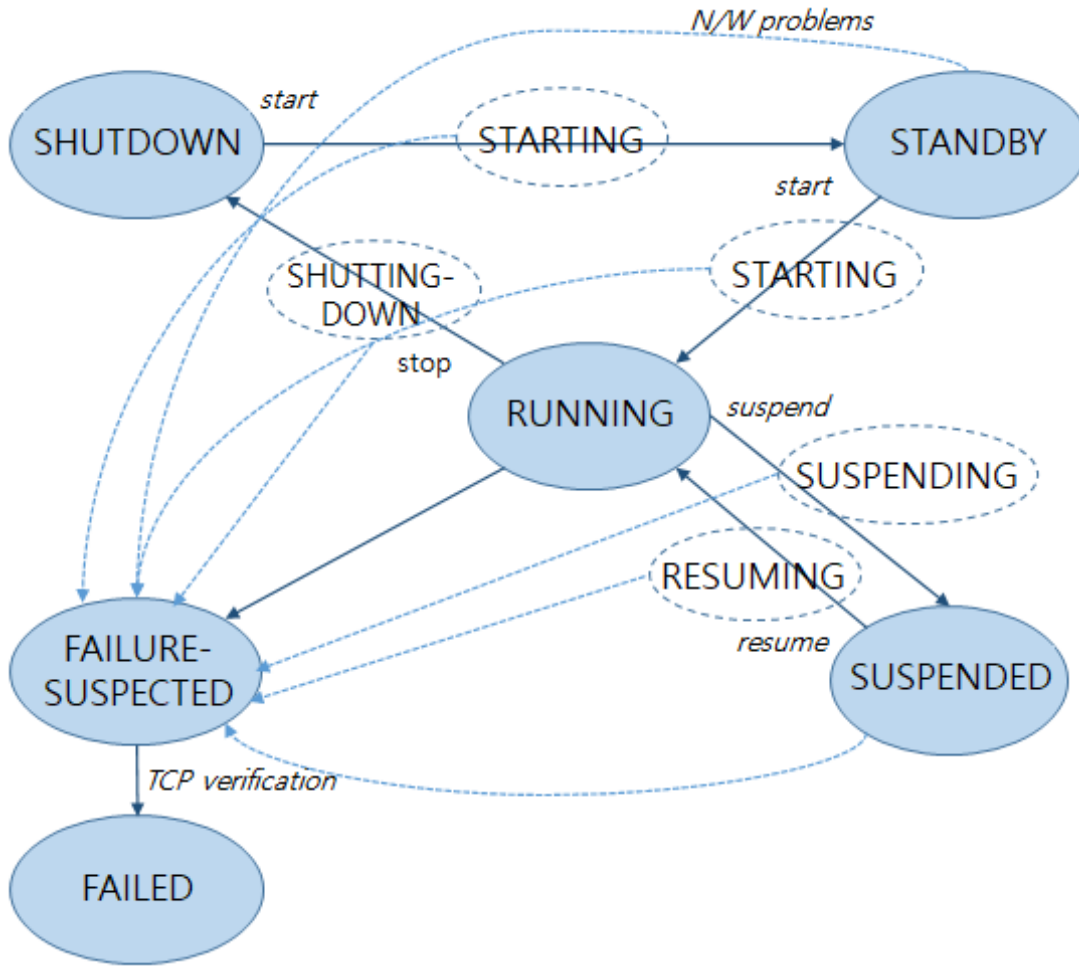 N/W problems
start
SHUTDOWN
STARTING
STANDBY
start
SHUTTING-
DOWN
STARTING
stop
RUNNING
suspend
SUSPENDING
RESUMING
resume
FAILURE-
SUSPECTED
SUSPENDED
TCP verification
FAILED